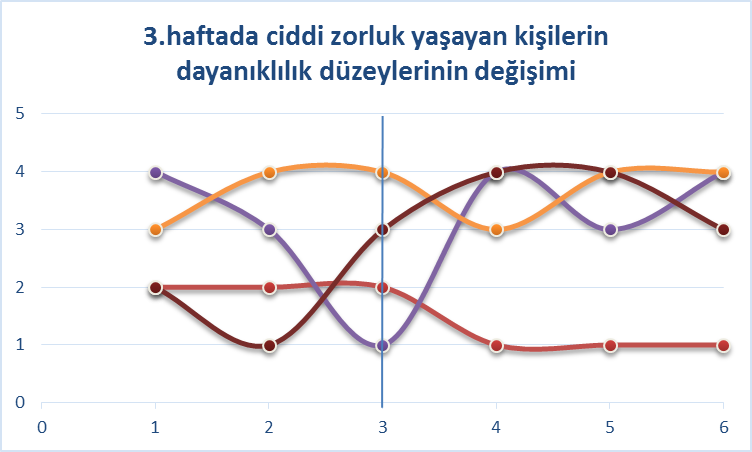 3.haftada ciddi zorluk yaşayan kişilerin
dayanıklılık düzeylerinin değişimi
5
4
3
2
1
0
0 1 2 3 4 5 6